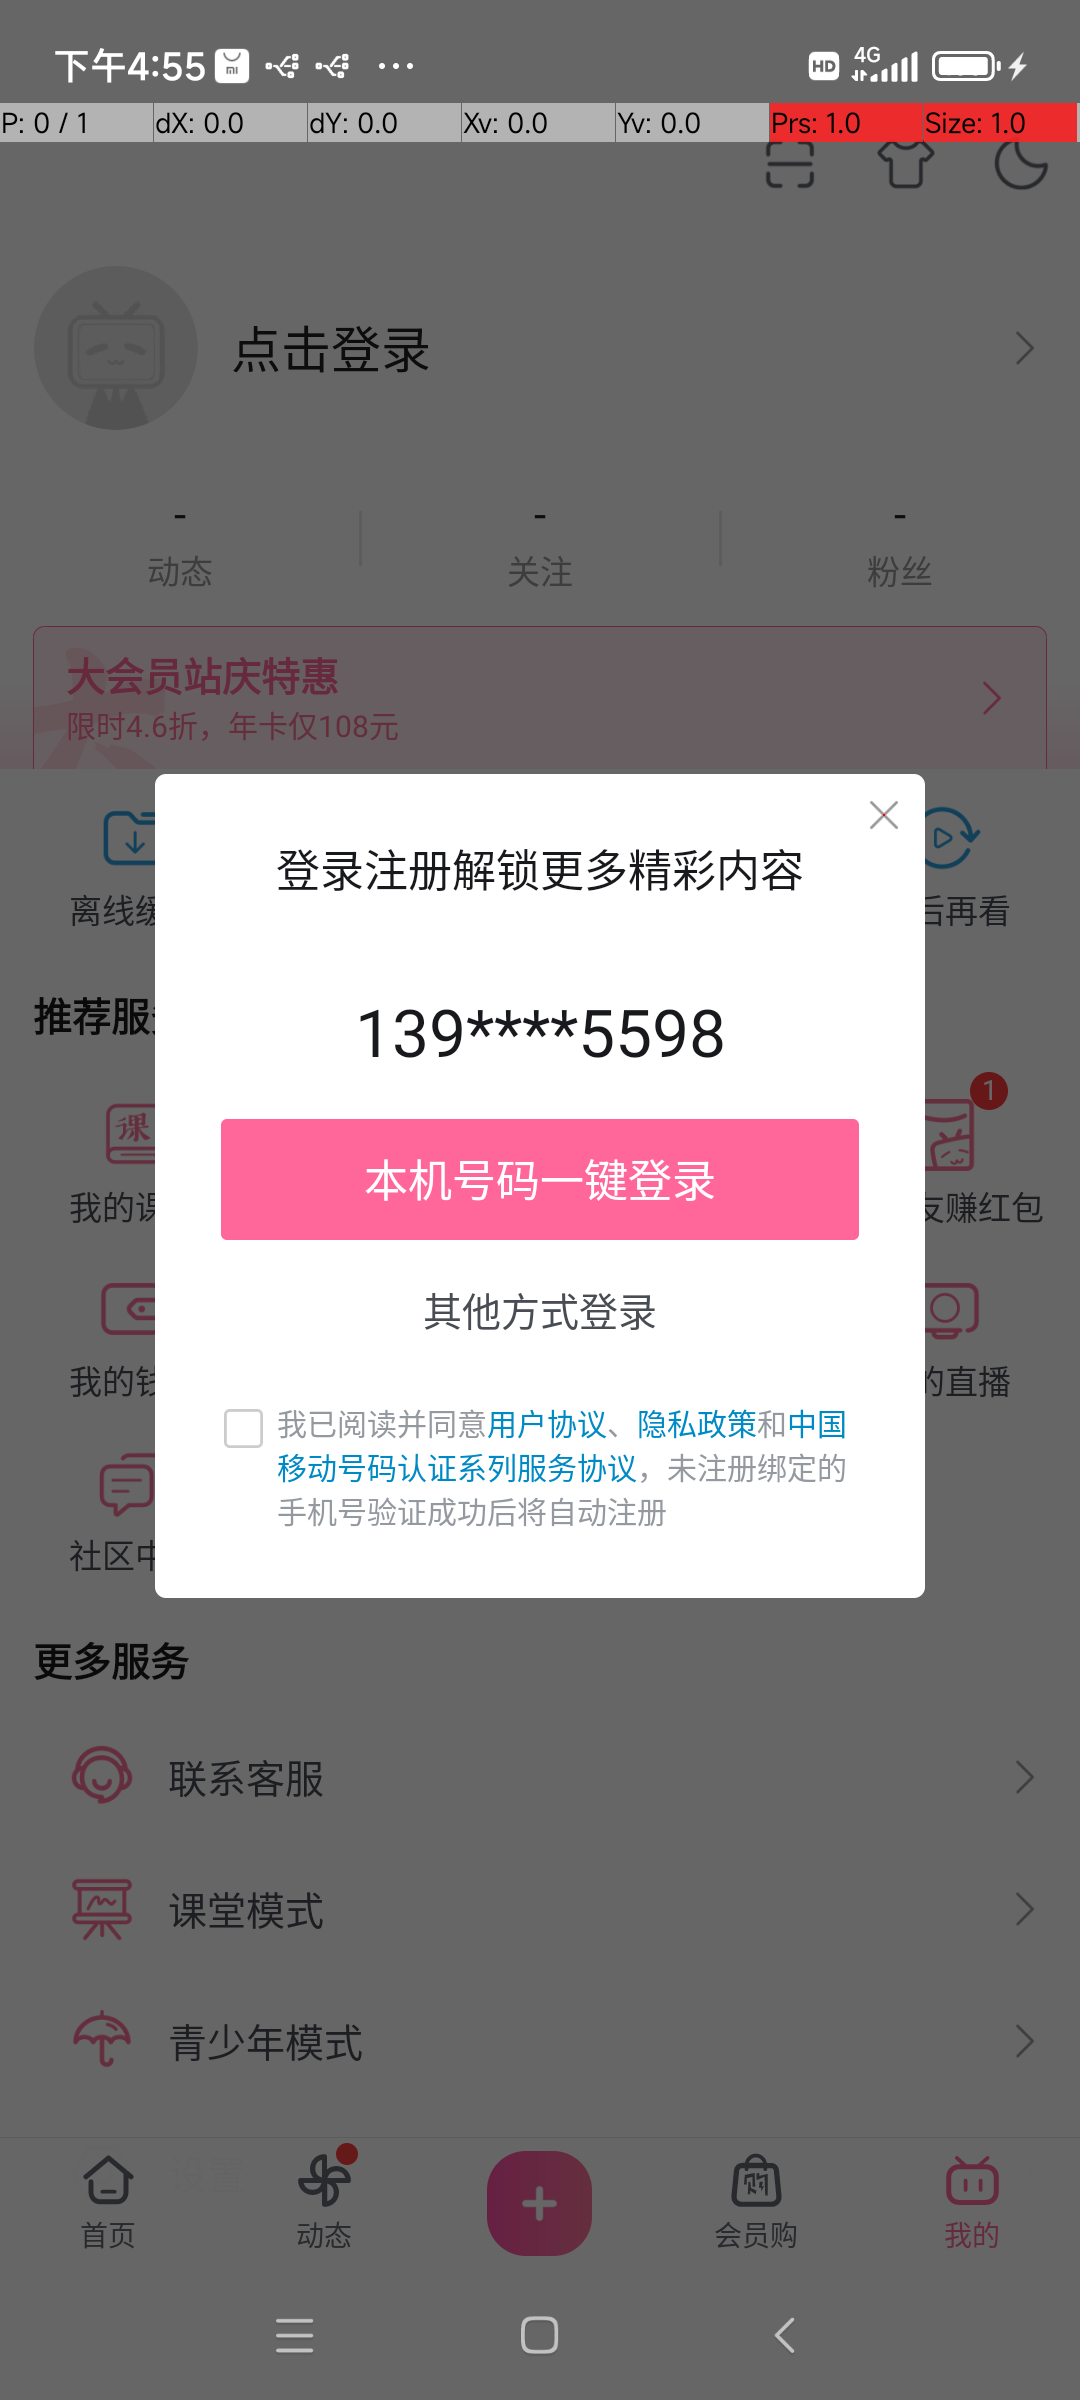 下午4:55
HD 4G
P: 0 / 1 dX: 0.0 dY: 0.0 Xv: 0.0 Yv: 0.0 Prs: 1.0 Size: 1.0
点击登录
- - -
动态 关注 粉丝
大会员站庆特惠
限时4.6折，年卡仅108元
登录注册解锁更多精彩内容
离线缓 后再看
139****5598
推荐服务
课 1
本机号码一键登录
我的课 友赚红包
其他方式登录
我的钱 的直播
我已阅读并同意用户协议、隐私政策和中国
移动号码认证系列服务协议，未注册绑定的
手机号验证成功后将自动注册
社区中
更多服务
联系客服
课堂模式
青少年模式
首页 动态 会员购 我的